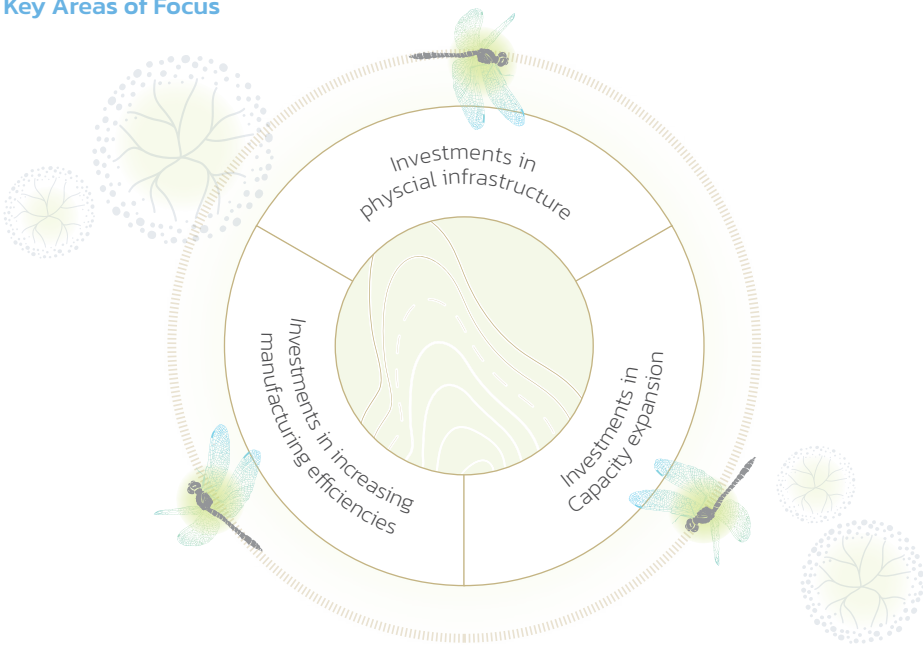 Key Areas of Focus
Investments in
physcial infrastructure
Investments in increasing
manufacturing efficiencies
Investments in
Capacity expansion